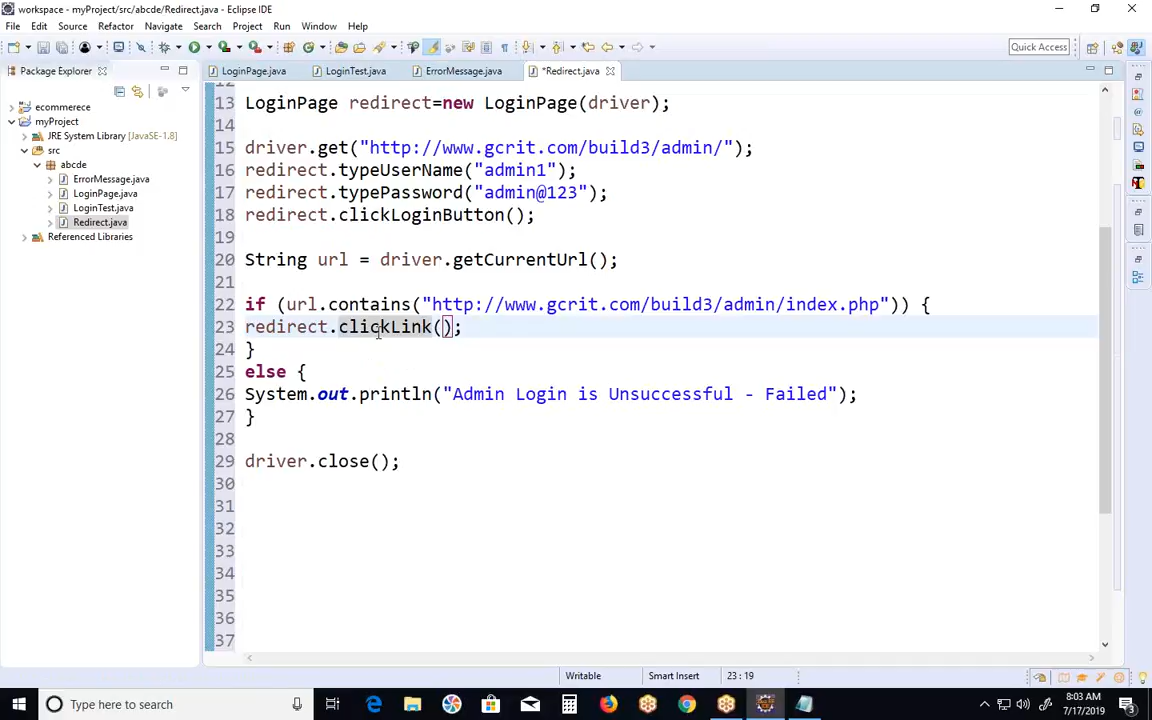 workspace - myProject/src/abcde/Redirect.java - Eclipse IDE
File Edit Source Refactor Navigate Search Project Run Window Help
Quick Access
Package Explorer
LoginPage.java LoginTest.java ErrorMessage.java *Redirect.java
ecommerece
myProject
JRE System Library [JavaSE-1.8]
src
abcde
ErrorMessage.java
LoginPage.java
LoginTest.java
Redirect.java
Referenced Libraries
13 LoginPage redirect=new LoginPage(driver);
14
15 driver.get("http://www.gcrit.com/build3/admin/");
16 redirect.typeUserName("admin1");
17 redirect.typePassword("admin@123");
18 redirect.clickLoginButton();
19
20 String url = driver.getCurrentUrl();
21
22 if (url.contains("http://www.gcrit.com/build3/admin/index.php")) {
23 redirect.clickLink();
24 }
25 else {
26 System.out.println("Admin Login is Unsuccessful - Failed");
27 }
28
29 driver.close();
30
31
32
33
34
35
36
37
Writable Smart Insert 23 : 19
Type here to search
8:03 AM
7/17/2019
3